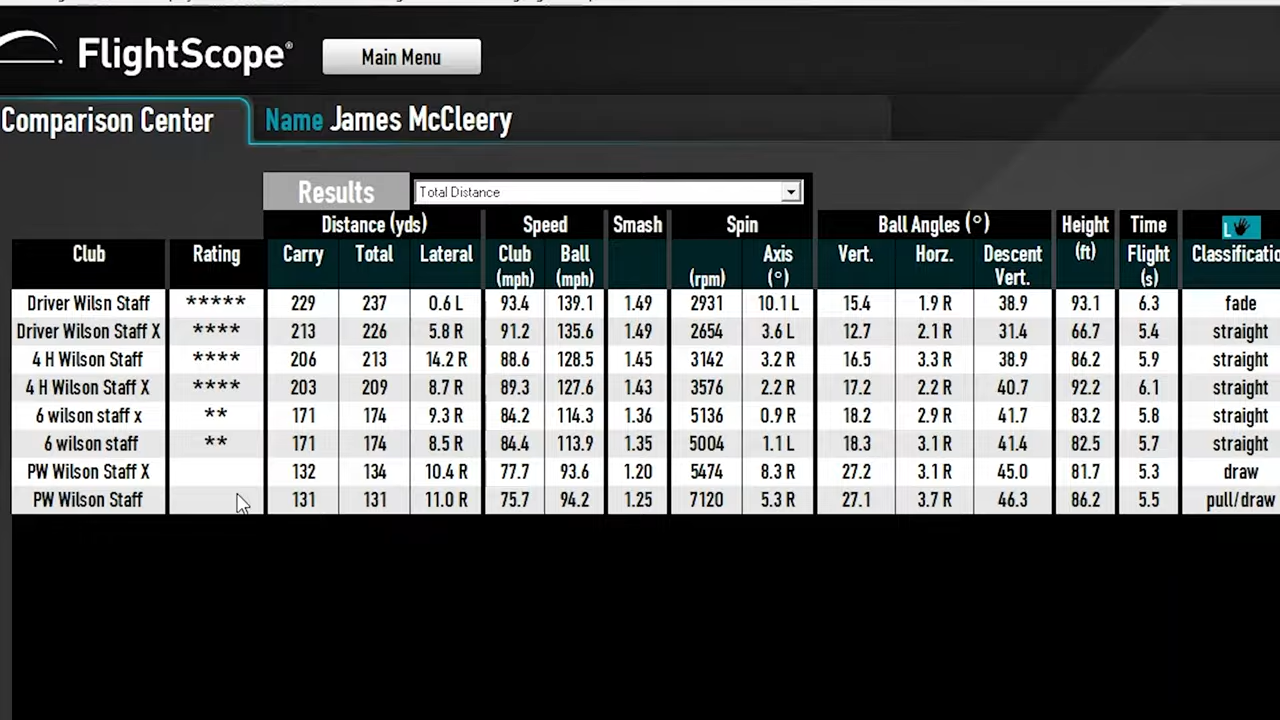 FlightScope®
Main Menu
Comparison Center
Name James McCleery
Results Total Distance
Distance (yds) Speed Smash Spin Ball Angles (°) Height Time L
Club Rating Carry Total Lateral Club (mph) Ball (mph) (rpm) Axis (°) Vert. Horz. Descent Vert. (ft) Flight (s) Classificatio
Driver Wilsn Staff ***** 229 237 0.6 L 93.4 139.1 1.49 2931 10.1 L 15.4 1.9 R 38.9 93.1 6.3 fade
Driver Wilson Staff X **** 213 226 5.8 R 91.2 135.6 1.49 2654 3.6 L 12.7 2.1 R 31.4 66.7 5.4 straight
4 H Wilson Staff **** 206 213 14.2 R 88.6 128.5 1.45 3142 3.2 R 16.5 3.3 R 38.9 86.2 5.9 straight
4 H Wilson Staff X **** 203 209 8.7 R 89.3 127.6 1.43 3576 2.2 R 17.2 2.2 R 40.7 92.2 6.1 straight
6 wilson staff x ** 171 174 9.3 R 84.2 114.3 1.36 5136 0.9 R 18.2 2.9 R 41.7 83.2 5.8 straight
6 wilson staff ** 171 174 8.5 R 84.4 113.9 1.35 5004 1.1 L 18.3 3.1 R 41.4 82.5 5.7 straight
PW Wilson Staff X 132 134 10.4 R 77.7 93.6 1.20 5474 8.3 R 27.2 3.1 R 45.0 81.7 5.3 draw
PW Wilson Staff 131 131 11.0 R 75.7 94.2 1.25 7120 5.3 R 27.1 3.7 R 46.3 86.2 5.5 pull/draw